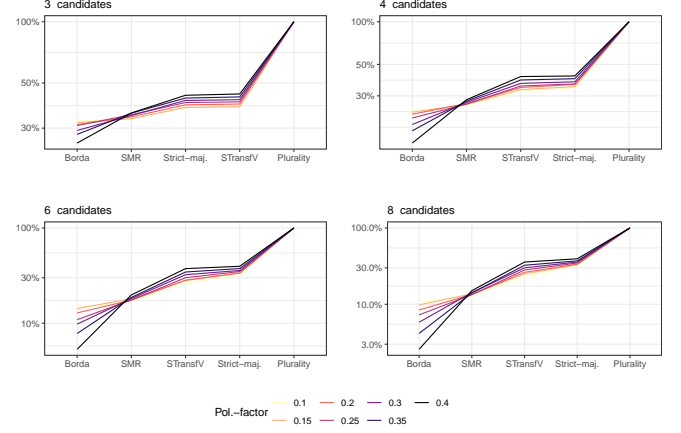 3 candidates
4 candidates
100%
50%
30%
Borda SMR Strict−maj. STransfV Plurality
100%
30%
Borda SMR STransfV Strict−maj. Plurality
6 candidates
8 candidates
100%
30%
10%
Borda SMR STransfV Strict−maj. Plurality
100.0%
30.0%
10.0%
3.0%
Borda SMR STransfV Strict−maj. Plurality
Pol.−factor
0.1 0.2 0.3 0.4
0.15 0.25 0.35